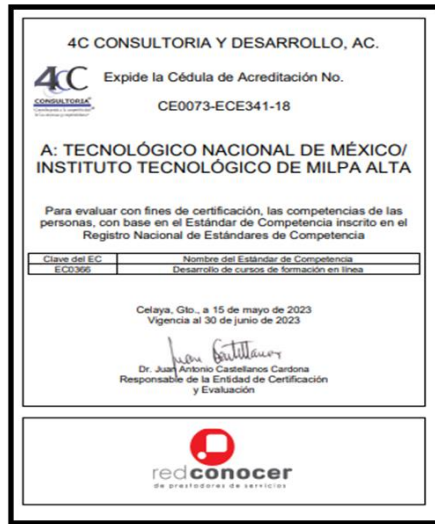 4C CONSULTORIA Y DESARROLLO, AC.
4CC
CONSULTORIA
Expide la Cédula de Acreditación No.
CE0073-ECE341-18
A: TECNOLÓGICO NACIONAL DE MÉXICO/
INSTITUTO TECNOLÓGICO DE MILPA ALTA
Para evaluar con fines de certificación, las competencias de las
personas, con base en el Estándar de Competencia inscrito en el
Registro Nacional de Estándares de Competencia
Clave del EC Nombre del Estándar de Competencia
EC0366 Desarrollo de cursos de formación en línea
Celaya, Gto., a 15 de mayo de 2023
Vigencia al 30 de junio de 2023
Dr. Juan Antonio Castellanos Cardona
Responsable de la Entidad de Certificación
y Evaluación
redconocer
de prestadores de servicios